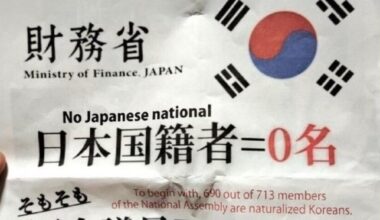 財務省
Ministry of Finance, JAPAN
No Japanese national
日本国籍者=0名
そもそも
To begin with, 690 out of 713 members
of the National Assembly are naturalized Koreans.